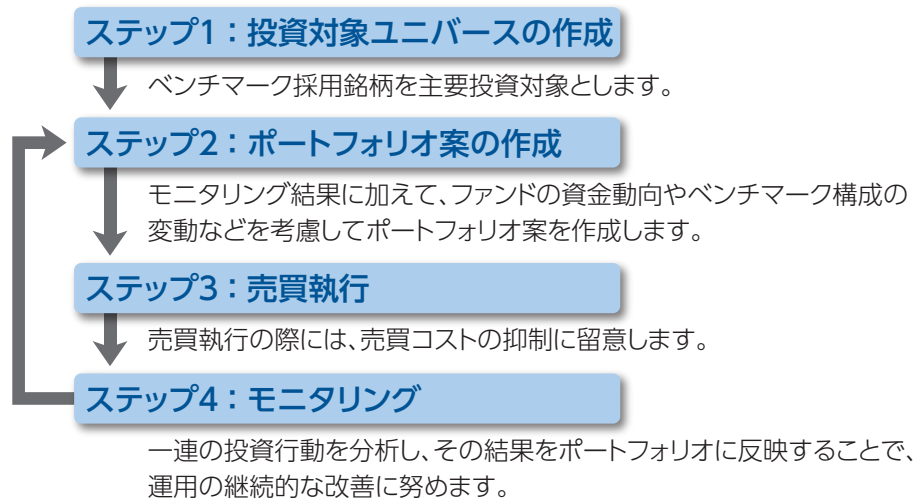 ステップ1：投資対象ユニバースの作成
ベンチマーク採用銘柄を主要投資対象とします。
ステップ2：ポートフォリオ案の作成
モニタリング結果に加えて、ファンドの資金動向やベンチマーク構成の
変動などを考慮してポートフォリオ案を作成します。
ステップ3：売買執行
売買執行の際には、売買コストの抑制に留意します。
ステップ4：モニタリング
一連の投資行動を分析し、その結果をポートフォリオに反映することで、
運用の継続的な改善に努めます。